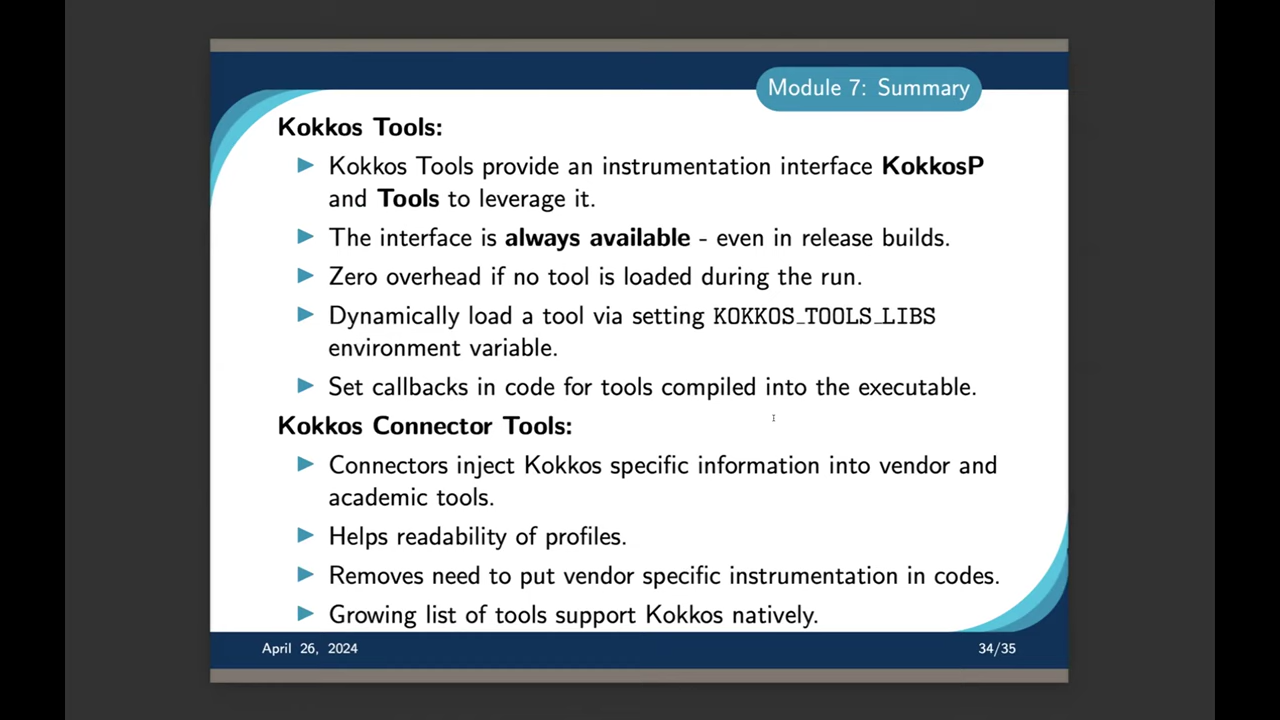 Module 7: Summary
Kokkos Tools:
► Kokkos Tools provide an instrumentation interface KokkosP
and Tools to leverage it.
► The interface is always available - even in release builds.
► Zero overhead if no tool is loaded during the run.
► Dynamically load a tool via setting KOKKOS_TOOLS_LIBS
environment variable.
► Set callbacks in code for tools compiled into the executable.
Kokkos Connector Tools:
► Connectors inject Kokkos specific information into vendor and
academic tools.
► Helps readability of profiles.
► Removes need to put vendor specific instrumentation in codes.
► Growing list of tools support Kokkos natively.
April 26, 2024
34/35